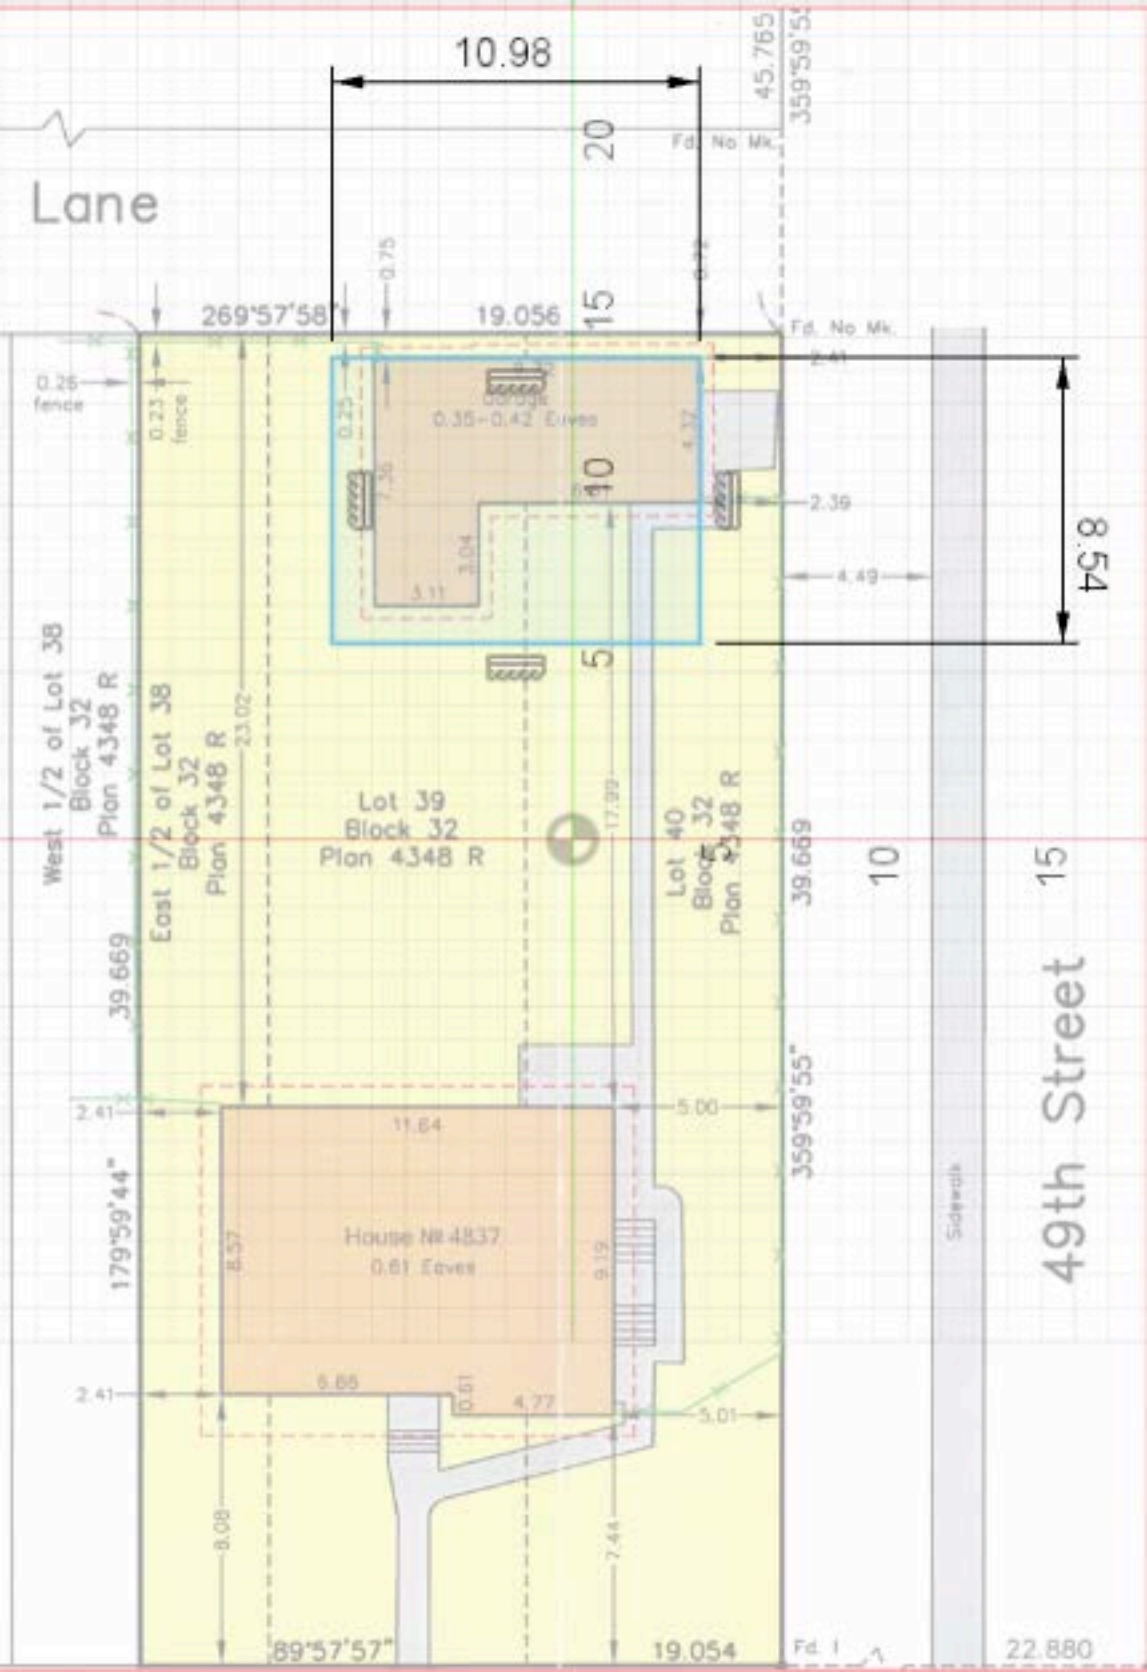 10.98
45.765
359°59'55
20
Fd. No Mk.
Lane
0.75
0.72
269°57'58"
19.056
15
Fd. No Mk.
2.41
0.26
fence
0.23
fence
0.25
0.35-0.42 Eaves
4.37
7.36
10
2.39
3.04
3.11
4.49
8.54
5
West 1/2 of Lot 38
Block 32
Plan 4348 R
East 1/2 of Lot 38
Block 32
Plan 4348 R
23.02
Lot 39
Block 32
Plan 4348 R
17.99
Lot 40
Block 32
Plan 4348 R
5
39.669
10
15
39.669
2.41
11.64
5.00
359°59'55"
49th Street
179°59'44"
8.57
House № 4837
0.61 Eaves
9.19
Sidewalk
2.41
5.65
0.61
4.77
5.01
8.08
7.44
89°57'57"
19.054
Fd. I
22.880